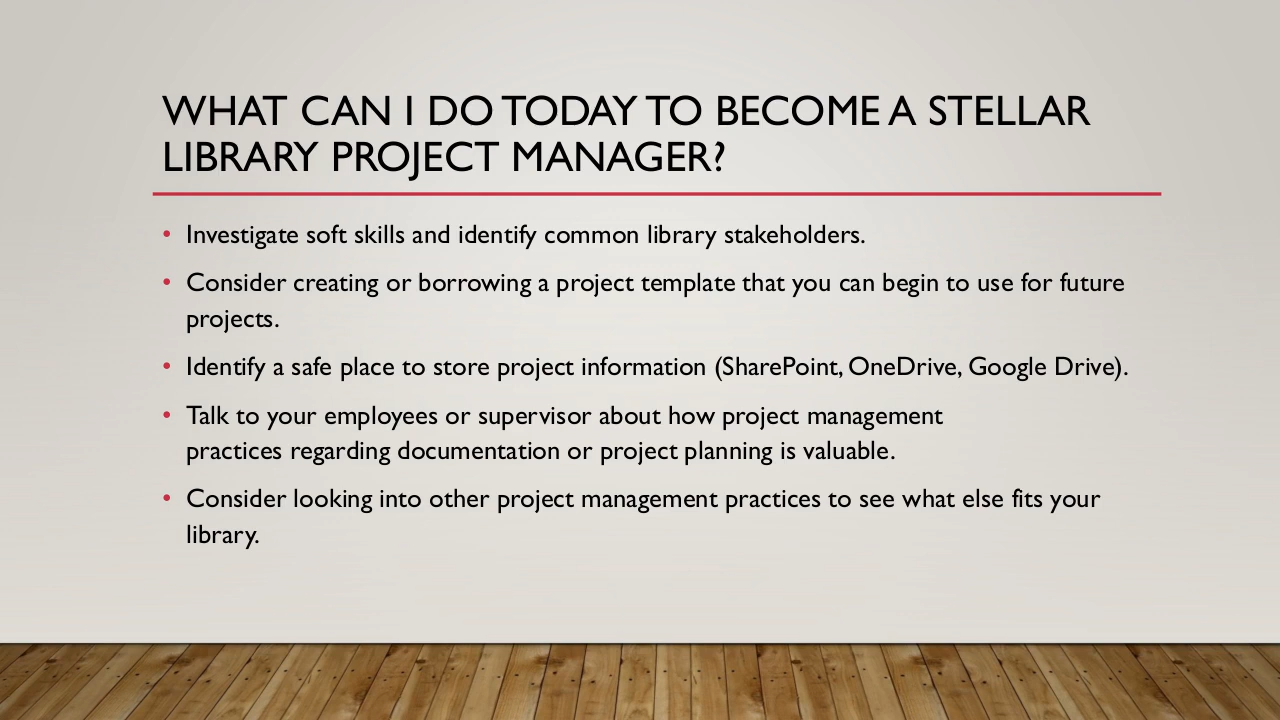 WHAT CAN I DO TODAY TO BECOME A STELLAR
LIBRARY PROJECT MANAGER?
• Investigate soft skills and identify common library stakeholders.
• Consider creating or borrowing a project template that you can begin to use for future
projects.
• Identify a safe place to store project information (SharePoint, OneDrive, Google Drive).
• Talk to your employees or supervisor about how project management
practices regarding documentation or project planning is valuable.
• Consider looking into other project management practices to see what else fits your
library.